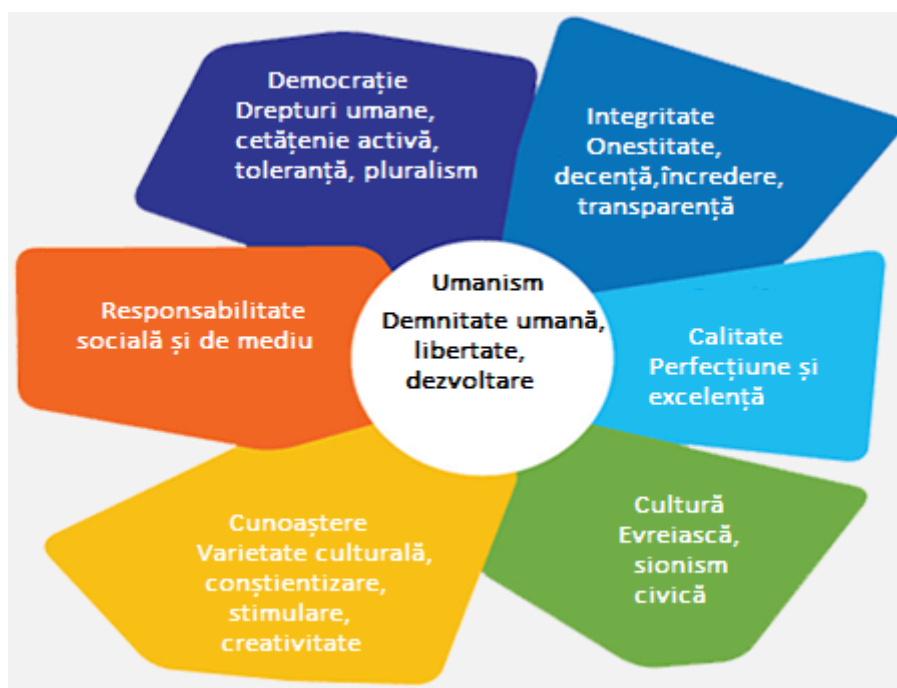 Democrație
Drepturi umane,
cetățenie activă,
toleranță, pluralism
Integritate
Onestitate,
decență,încredere,
transparență
Responsabilitate
socială și de mediu
Umanism
Demnitate umană,
libertate,
dezvoltare
Calitate
Perfecțiune și
excelență
Cunoaștere
Varietate culturală,
conștientizare,
stimulare,
creativitate
Cultură
Evreiască,
sionism
civică